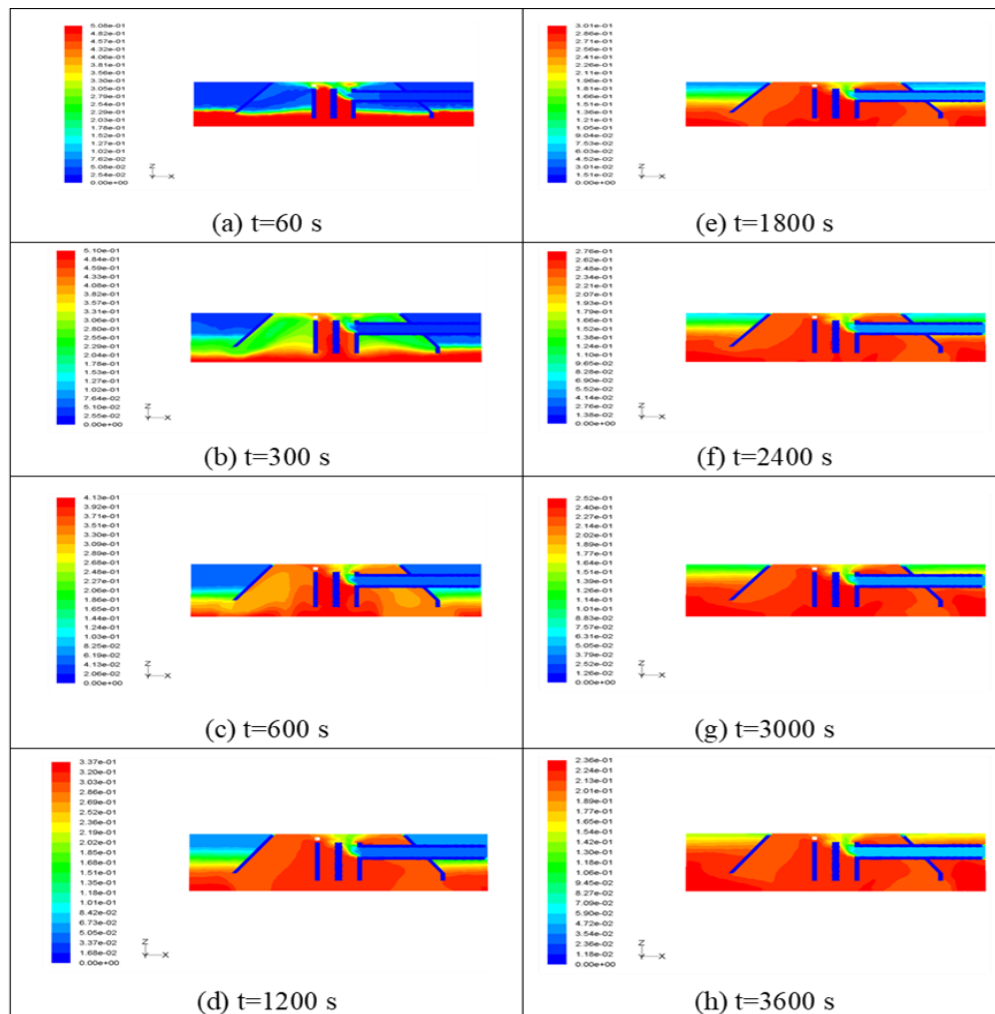 5.08e-01
4.82e-01
4.57e-01
4.32e-01
4.06e-01
3.81e-01
3.56e-01
3.30e-01
3.05e-01
2.79e-01
2.54e-01
2.29e-01
2.03e-01
1.78e-01
1.52e-01
1.27e-01
1.02e-01
7.62e-02
5.08e-02
2.54e-02
0.00e+00
Z
X
(a) t=60 s
3.01e-01
2.86e-01
2.71e-01
2.56e-01
2.41e-01
2.26e-01
2.11e-01
1.96e-01
1.81e-01
1.66e-01
1.51e-01
1.36e-01
1.21e-01
1.05e-01
9.04e-02
7.53e-02
6.03e-02
4.52e-02
3.01e-02
1.51e-02
0.00e+00
Z
X
(e) t=1800 s
5.10e-01
4.84e-01
4.59e-01
4.33e-01
4.08e-01
3.82e-01
3.57e-01
3.31e-01
3.06e-01
2.80e-01
2.55e-01
2.29e-01
2.04e-01
1.78e-01
1.53e-01
1.27e-01
1.02e-01
7.64e-02
5.10e-02
2.55e-02
0.00e+00
Z
X
(b) t=300 s
2.76e-01
2.62e-01
2.48e-01
2.34e-01
2.21e-01
2.07e-01
1.93e-01
1.79e-01
1.66e-01
1.52e-01
1.38e-01
1.24e-01
1.10e-01
9.65e-02
8.28e-02
6.90e-02
5.52e-02
4.14e-02
2.76e-02
1.38e-02
0.00e+00
Z
X
(f) t=2400 s
4.13e-01
3.92e-01
3.71e-01
3.51e-01
3.30e-01
3.09e-01
2.89e-01
2.68e-01
2.48e-01
2.27e-01
2.06e-01
1.86e-01
1.65e-01
1.44e-01
1.24e-01
1.03e-01
8.25e-02
6.19e-02
4.13e-02
2.06e-02
0.00e+00
Z
X
(c) t=600 s
2.52e-01
2.40e-01
2.27e-01
2.14e-01
2.02e-01
1.89e-01
1.77e-01
1.64e-01
1.51e-01
1.39e-01
1.26e-01
1.14e-01
1.01e-01
8.83e-02
7.57e-02
6.31e-02
5.05e-02
3.79e-02
2.52e-02
1.26e-02
0.00e+00
Z
X
(g) t=3000 s
3.37e-01
3.20e-01
3.03e-01
2.86e-01
2.69e-01
2.52e-01
2.36e-01
2.19e-01
2.02e-01
1.85e-01
1.68e-01
1.51e-01
1.35e-01
1.18e-01
1.01e-01
8.42e-02
6.73e-02
5.05e-02
3.37e-02
1.68e-02
0.00e+00
Z
X
(d) t=1200 s
2.36e-01
2.24e-01
2.13e-01
2.01e-01
1.89e-01
1.77e-01
1.65e-01
1.54e-01
1.42e-01
1.30e-01
1.18e-01
1.06e-01
9.45e-02
8.27e-02
7.09e-02
5.90e-02
4.72e-02
3.54e-02
2.36e-02
1.18e-02
0.00e+00
Z
X
(h) t=3600 s